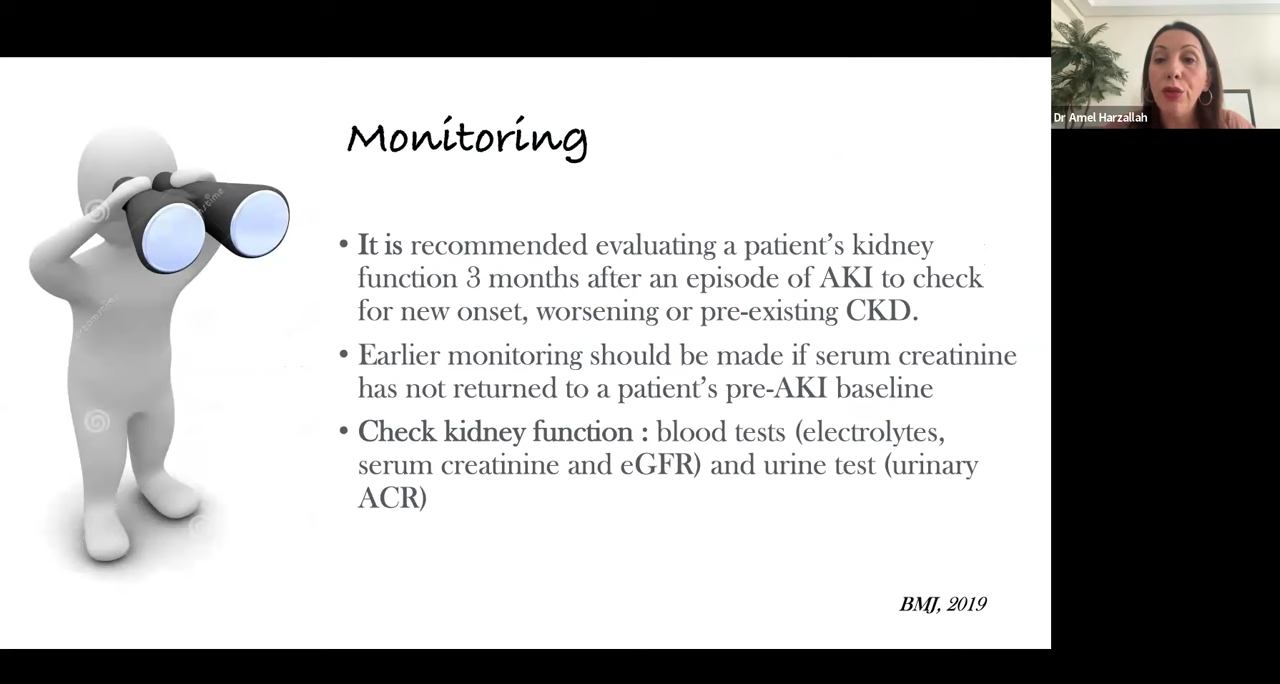 Monitoring
• It is recommended evaluating a patient’s kidney
function 3 months after an episode of AKI to check
for new onset, worsening or pre-existing CKD.
• Earlier monitoring should be made if serum creatinine
has not returned to a patient’s pre-AKI baseline
• Check kidney function : blood tests (electrolytes,
serum creatinine and eGFR) and urine test (urinary
ACR)
BMJ, 2019
Dr Amel Harzallah